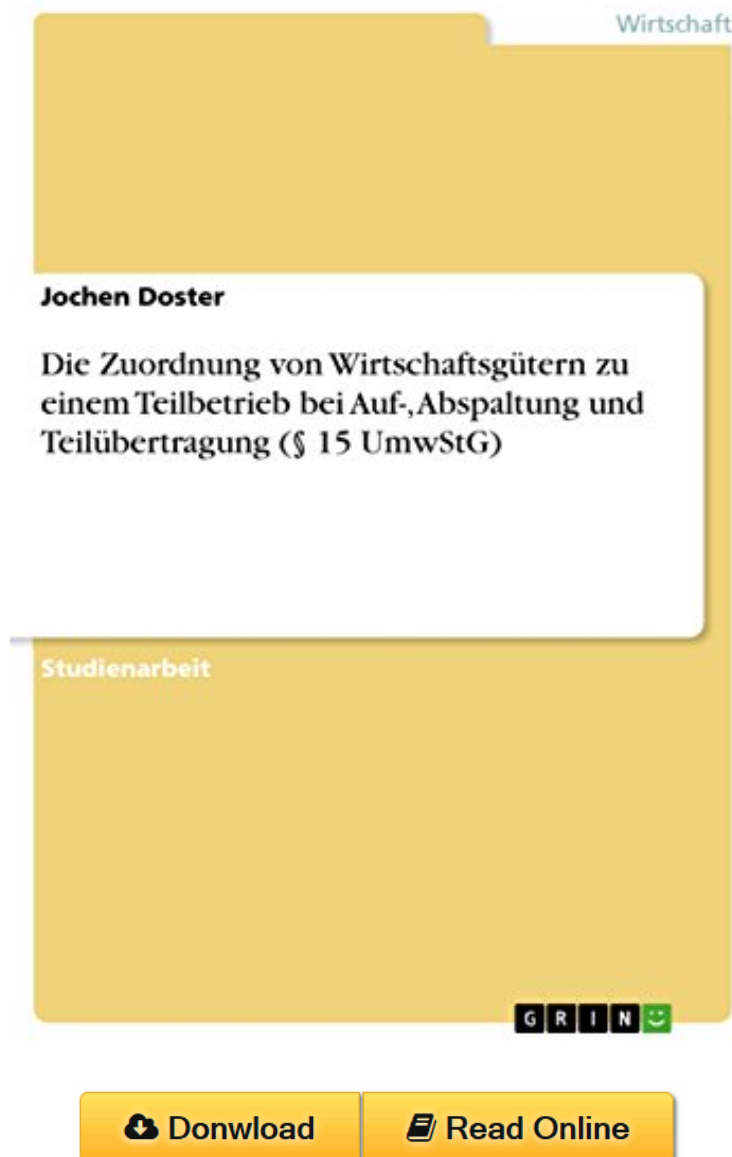 Wirtschaft
Jochen Doster
Die Zuordnung von Wirtschaftsgütern zu
einem Teilbetrieb bei Auf-, Abspaltung und
Teilübertragung (§ 15 UmwStG)
Studienarbeit
GRIN
Donwload
Read Online